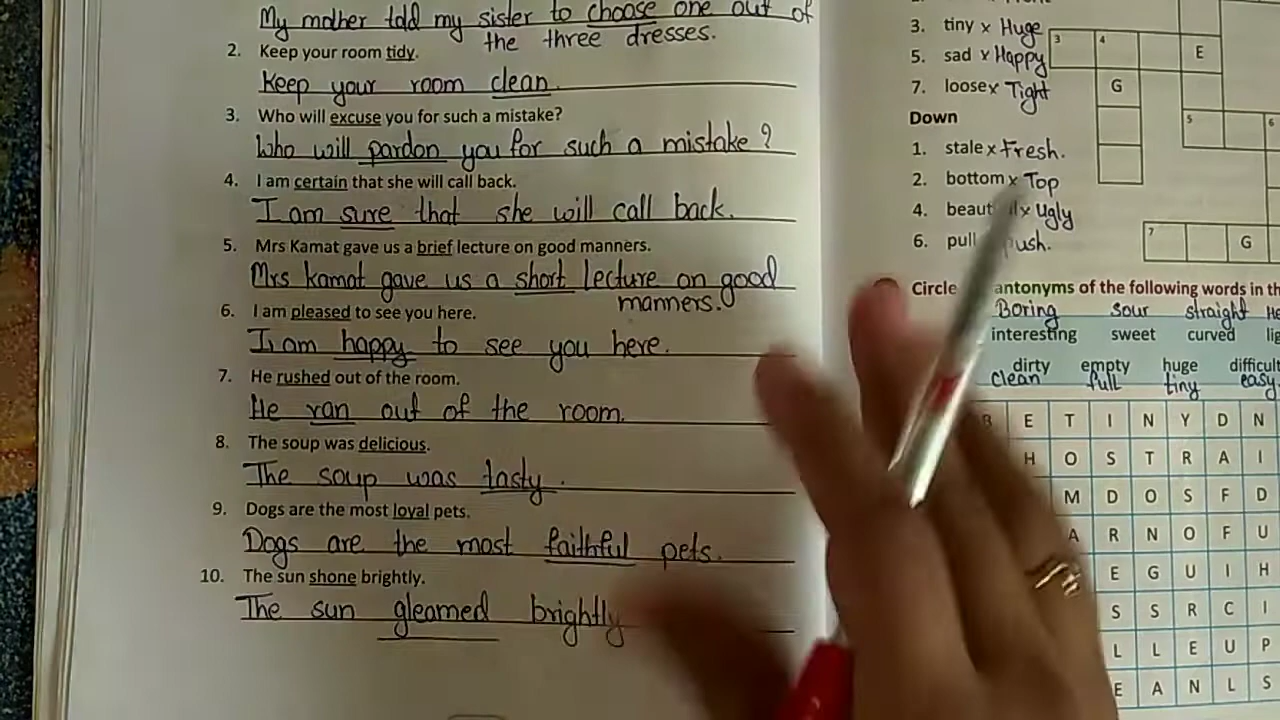 My mother told my sister to choose one out of
the three dresses.
2. Keep your room tidy.
Keep your room clean.
3. Who will excuse you for such a mistake?
Who will pardon you for such a mistake ?
4. I am certain that she will call back.
I am sure that she will call back.
5. Mrs Kamat gave us a brief lecture on good manners.
Mrs kamat gave us a short lecture on good
manners.
6. I am pleased to see you here.
I am happy to see you here.
7. He rushed out of the room.
He ran out of the room.
8. The soup was delicious.
The soup was tasty.
9. Dogs are the most loyal pets.
Dogs are the most faithful pets.
10. The sun shone brightly.
The sun gleamed brightly
3. tiny x Huge
5. sad x Happy
7. loose x Tight
3 4 E
G
5 6
7 G
Down
1. stale x Fresh.
2. bottom x Top
4. x Ugly
6. pull push.
Circle antonyms of the following words in
Boring sour straight
interesting sweet curved
dirty empty huge difficult
clean full tiny easy
B E T I N Y D N
H O S T R A I
M D O S F D
A R N O F U
E G U I H
S S R C I
L L E U P
E A N L S